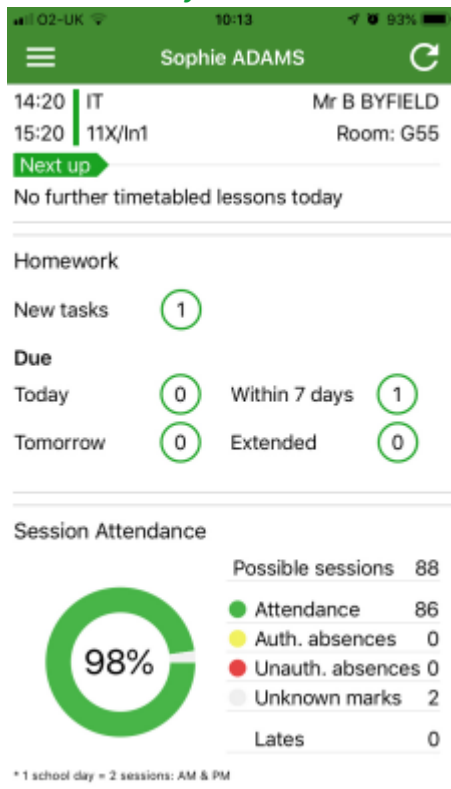 O2-UK 10:13 93%
Sophie ADAMS
14:20 IT Mr B BYFIELD
15:20 11X/In1 Room: G55
Next up
No further timetabled lessons today
Homework
New tasks 1
Due
Today 0 Within 7 days 1
Tomorrow 0 Extended 0
Session Attendance
Possible sessions 88
Attendance 86
Auth. absences 0
98%
Unauth. absences 0
Unknown marks 2
Lates 0
* 1 school day = 2 sessions: AM & PM